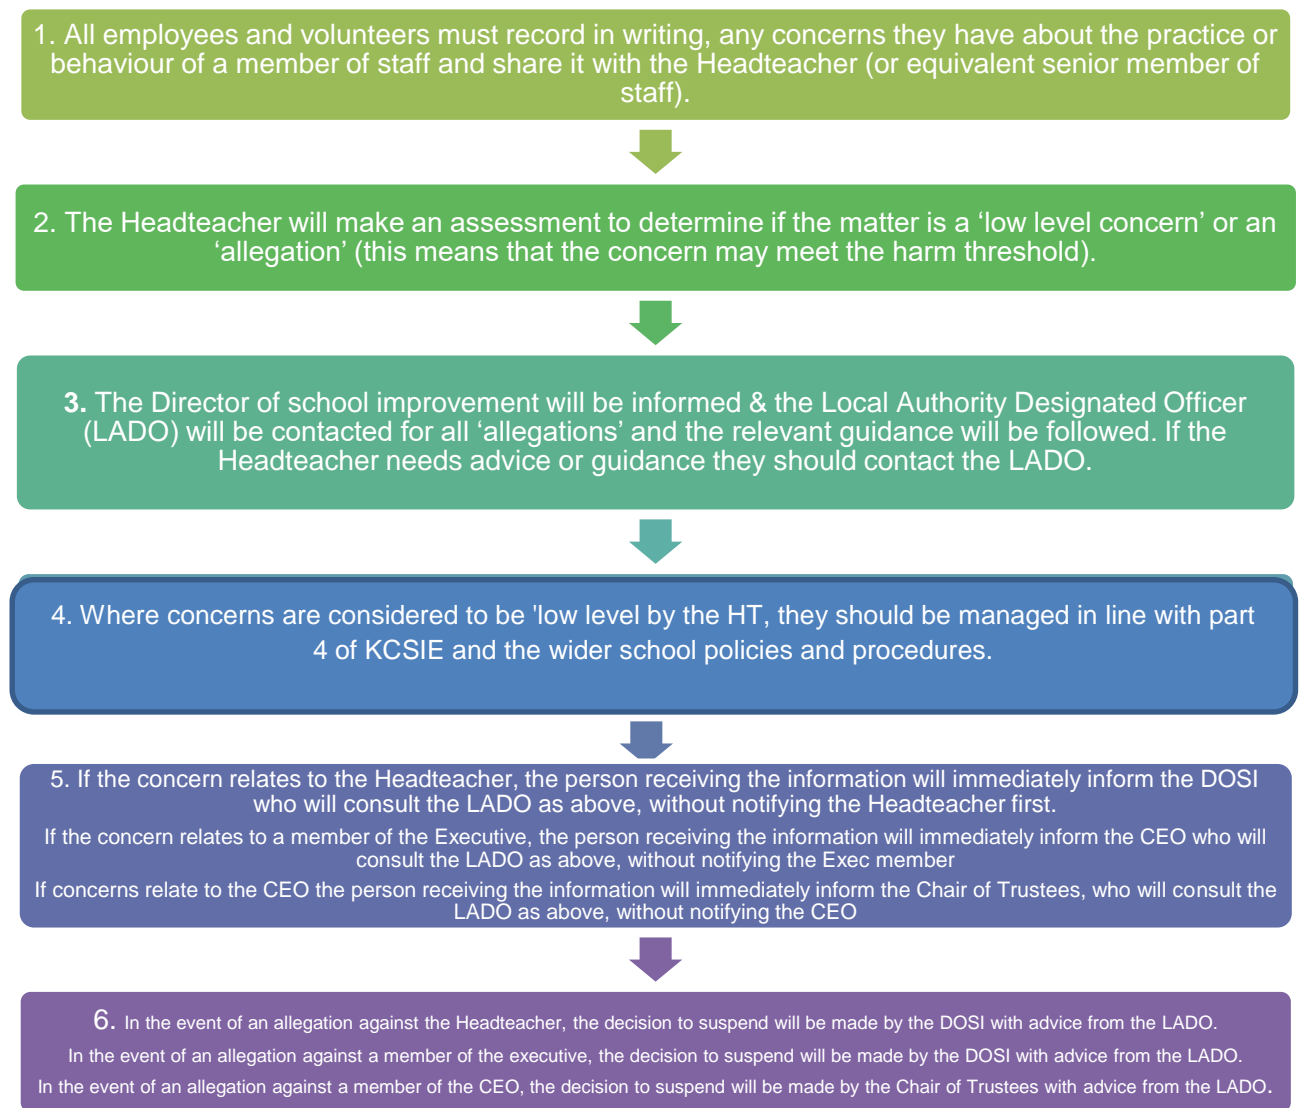 1. All employees and volunteers must record in writing, any concerns they have about the practice or
behaviour of a member of staff and share it with the Headteacher (or equivalent senior member of
staff).
2. The Headteacher will make an assessment to determine if the matter is a ‘low level concern’ or an
‘allegation’ (this means that the concern may meet the harm threshold).
3. The Director of school improvement will be informed & the Local Authority Designated Officer
(LADO) will be contacted for all ‘allegations’ and the relevant guidance will be followed. If the
Headteacher needs advice or guidance they should contact the LADO.
4. Where concerns are considered to be 'low level by the HT, they should be managed in line with part
4 of KCSIE and the wider school policies and procedures.
5. If the concern relates to the Headteacher, the person receiving the information will immediately inform the DOSI
who will consult the LADO as above, without notifying the Headteacher first.
If the concern relates to a member of the Executive, the person receiving the information will immediately inform the CEO who will
consult the LADO as above, without notifying the Exec member
If concerns relate to the CEO the person receiving the information will immediately inform the Chair of Trustees, who will consult the
LADO as above, without notifying the CEO
6. In the event of an allegation against the Headteacher, the decision to suspend will be made by the DOSI with advice from the LADO.
In the event of an allegation against a member of the executive, the decision to suspend will be made by the DOSI with advice from the LADO.
In the event of an allegation against a member of the CEO, the decision to suspend will be made by the Chair of Trustees with advice from the LADO.